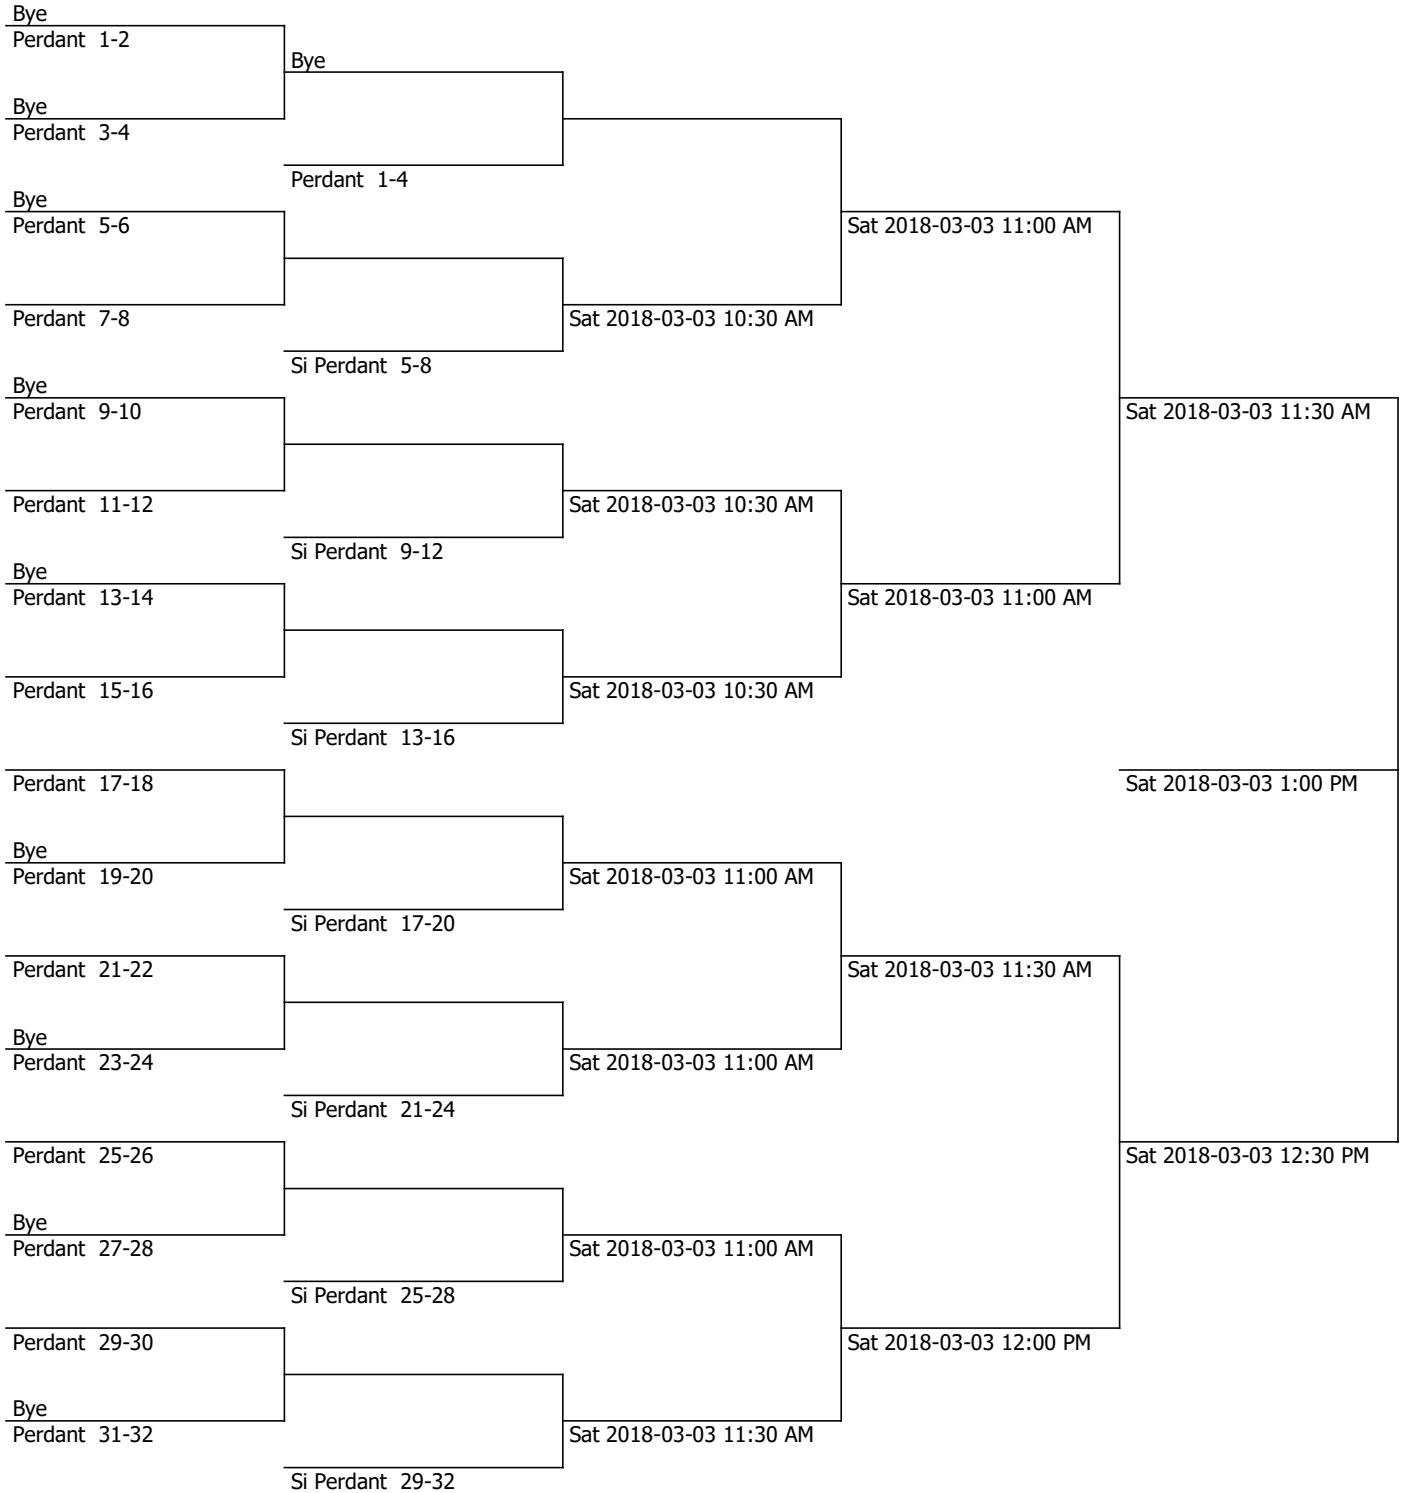 Bye
Perdant 1-2
Bye
Bye
Perdant 3-4
Perdant 1-4
Bye
Perdant 5-6
Sat 2018-03-03 11:00 AM
Perdant 7-8
Sat 2018-03-03 10:30 AM
Si Perdant 5-8
Bye
Perdant 9-10
Sat 2018-03-03 11:30 AM
Perdant 11-12
Sat 2018-03-03 10:30 AM
Si Perdant 9-12
Bye
Perdant 13-14
Sat 2018-03-03 11:00 AM
Perdant 15-16
Sat 2018-03-03 10:30 AM
Si Perdant 13-16
Perdant 17-18
Sat 2018-03-03 1:00 PM
Bye
Perdant 19-20
Sat 2018-03-03 11:00 AM
Si Perdant 17-20
Perdant 21-22
Sat 2018-03-03 11:30 AM
Bye
Perdant 23-24
Sat 2018-03-03 11:00 AM
Si Perdant 21-24
Perdant 25-26
Sat 2018-03-03 12:30 PM
Bye
Perdant 27-28
Sat 2018-03-03 11:00 AM
Si Perdant 25-28
Perdant 29-30
Sat 2018-03-03 12:00 PM
Bye
Perdant 31-32
Sat 2018-03-03 11:30 AM
Si Perdant 29-32